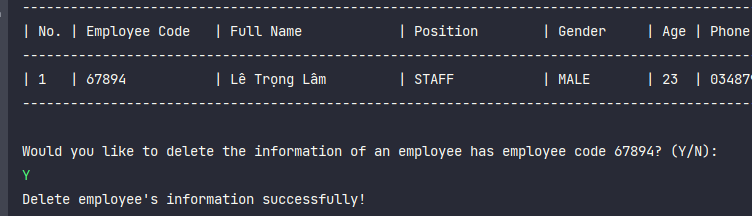 | No. | Employee Code | Full Name | Position | Gender | Age | Phone
| 1 | 67894 | Lê Trọng Lâm | STAFF | MALE | 23 | 03487
Would you like to delete the information of an employee has employee code 67894? (Y/N):
Y
Delete employee's information successfully!